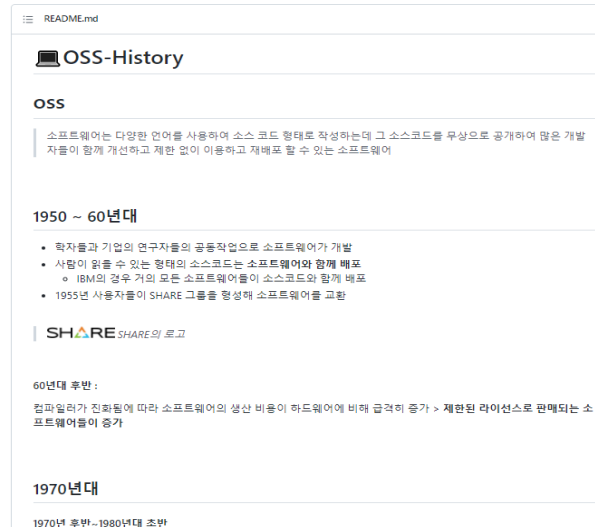 README.md
OSS-History
OSS
소프트웨어는 다양한 언어를 사용하여 소스 코드 형태로 작성하는데 그 소스코드를 무상으로 공개하여 많은 개발
자들이 함께 개선하고 제한 없이 이용하고 재배포 할 수 있는 소프트웨어
1950 ~ 60년대
학자들과 기업의 연구자들의 공동작업으로 소프트웨어가 개발
사람이 읽을 수 있는 형태의 소스코드는 소프트웨어와 함께 배포
IBM의 경우 거의 모든 소프트웨어들이 소스코드와 함께 배포
1955년 사용자들이 SHARE 그룹을 형성해 소프트웨어를 교환
SHARE SHARE의 로고
60년대 후반 :
컴파일러가 진화됨에 따라 소프트웨어의 생산 비용이 하드웨어에 비해 급격히 증가 > 제한된 라이선스로 판매되는 소
프트웨어들이 증가
1970년대
1970년 후반~1980년대 초반